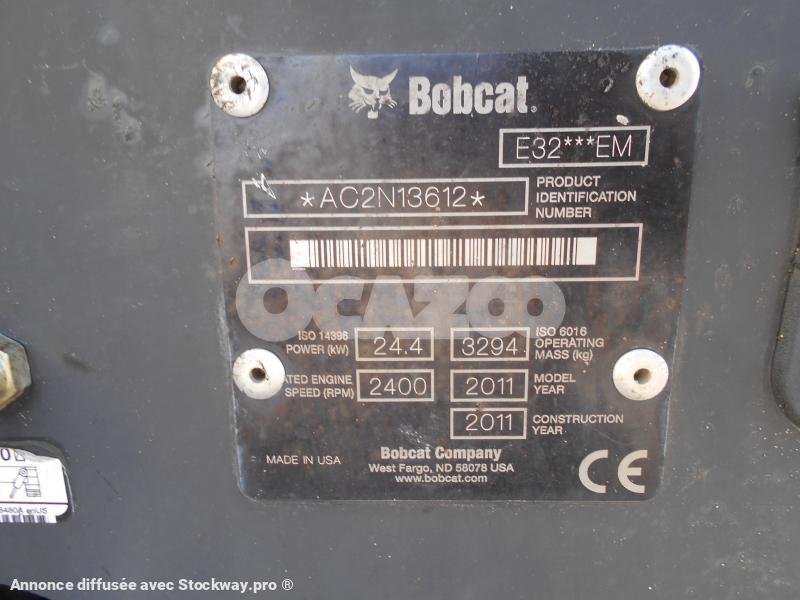 Bobcat®
E32***EM
*AC2N13612*
PRODUCT
IDENTIFICATION
NUMBER
OCAZOO
ISO 14396
POWER (kW)
24.4
3294
ISO 6016
OPERATING
MASS (kg)
ATED ENGINE
SPEED (RPM)
2400
2011
MODEL
YEAR
2011
CONSTRUCTION
YEAR
MADE IN USA
Bobcat Company
West Fargo, ND 58078 USA
www.bobcat.com
CE
enUS
Annonce diffusée avec Stockway.pro ®